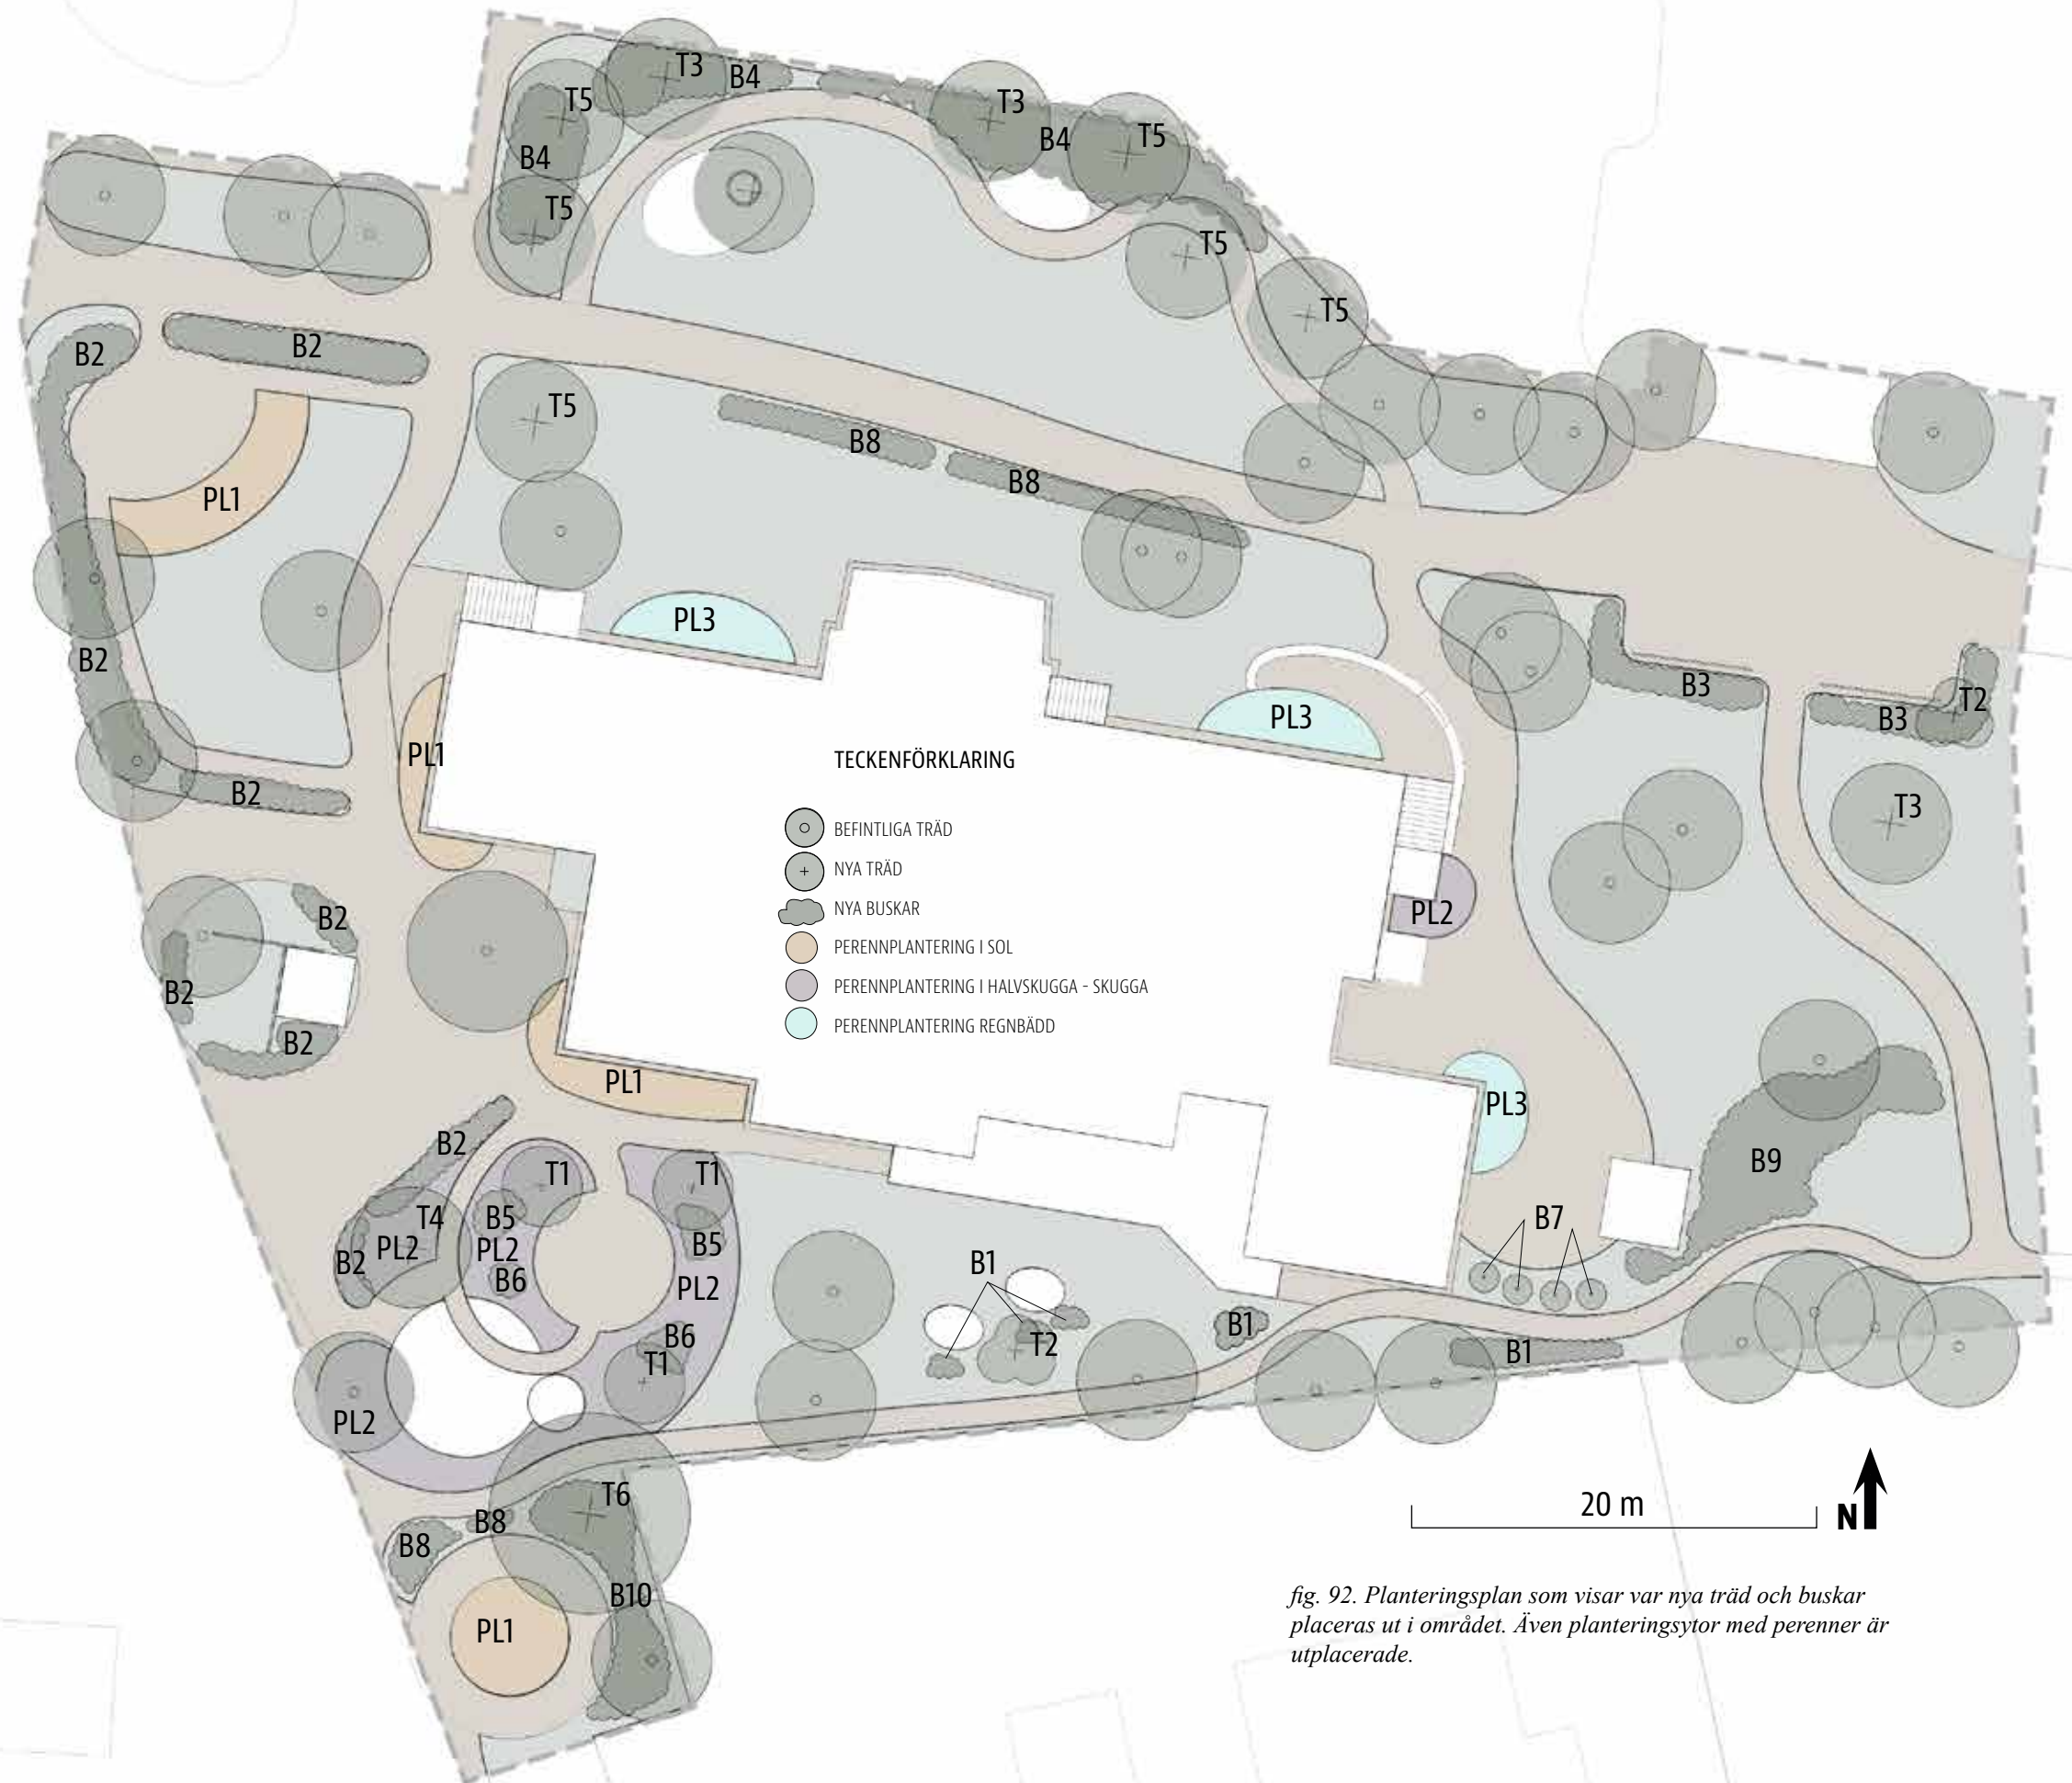 T3
B4
T5
T3
B4
T5
B4
T5
T5
T5
B2
B2
T5
B8
B8
PL1
PL3
B2
B3
T2
B3
PL3
PL1
B2
T3
TECKENFÖRKLARING
BEFINTLIGA TRÄD
NYA TRÄD
NYA BUSKAR
PERENNPLANTERING I SOL
PERENNPLANTERING I HALVSKUGGA - SKUGGA
PERENNPLANTERING REGNBÄDD
B2
PL2
B2
B2
PL1
PL3
B2
T1
T1
B9
T4
B5
B5
B7
PL2
PL2
B2
B6
PL2
B1
B6
T1
T2
B1
B1
PL2
T6
B8
B8
B10
PL1
20 m
N
fig. 92. Planteringsplan som visar var nya träd och buskar
placeras ut i området. Även planteringsytor med perenner är
utplacerade.